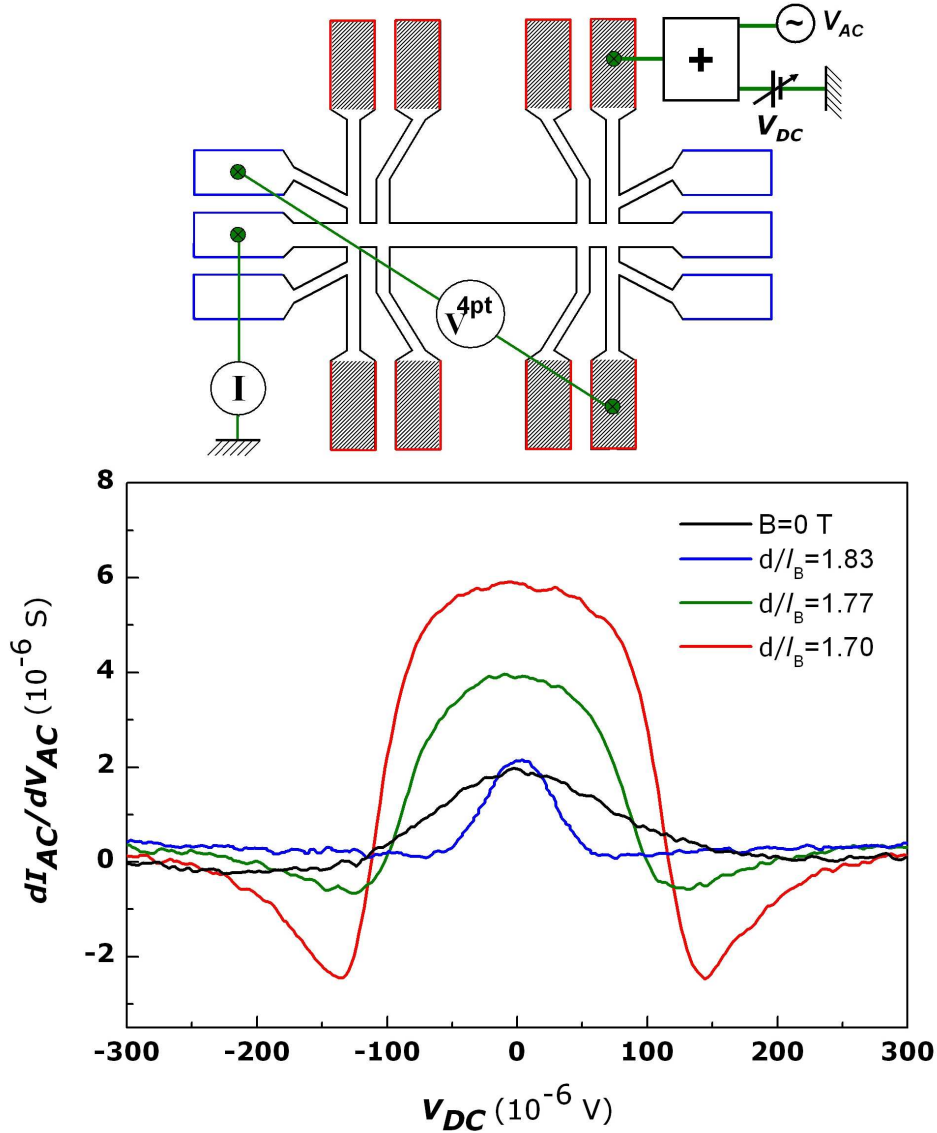 ~ V_AC
+
V_DC
4pt
V
I
8
6
4
2
0
-2
-300 -200 -100 0 100 200 300
dI_AC/dV_AC (10^-6 S)
V_DC (10^-6 V)
B=0 T
d/l_B=1.83
d/l_B=1.77
d/l_B=1.70